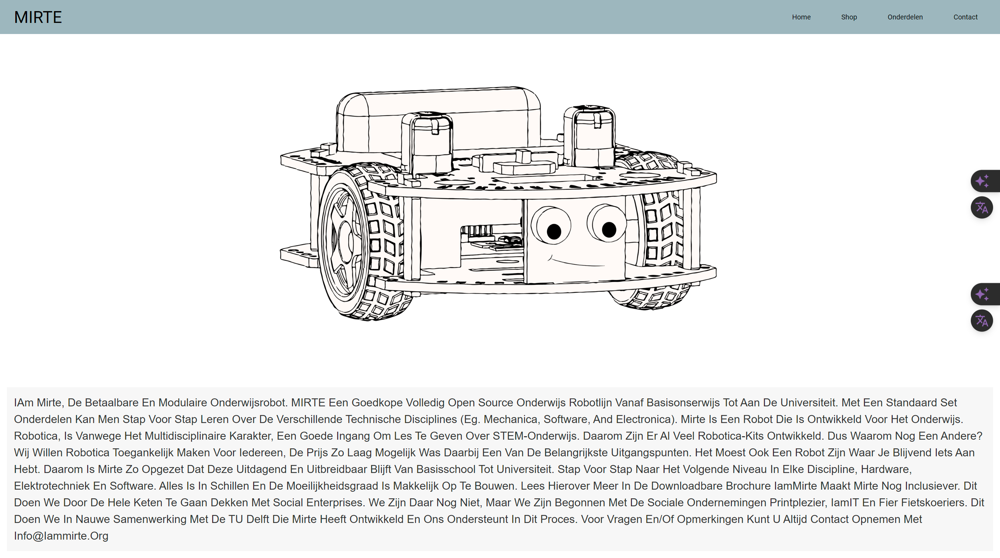 MIRTE
Home
Shop
Onderdelen
Contact
IAm Mirte, De Betaalbare En Modulaire Onderwijsrobot. MIRTE Een Goedkope Volledig Open Source Onderwijs Robotlijn Vanaf Basisonserwijs Tot Aan De Universiteit. Met Een Standaard Set
Onderdelen Kan Men Stap Voor Stap Leren Over De Verschillende Technische Disciplines (Eg. Mechanica, Software, And Electronica). Mirte Is Een Robot Die Is Ontwikkeld Voor Het Onderwijs.
Robotica, Is Vanwege Het Multidisciplinaire Karakter, Een Goede Ingang Om Les Te Geven Over STEM-Onderwijs. Daarom Zijn Er Al Veel Robotica-Kits Ontwikkeld. Dus Waarom Nog Een Andere?
Wij Willen Robotica Toegankelijk Maken Voor Iedereen, De Prijs Zo Laag Mogelijk Was Daarbij Een Van De Belangrijkste Uitgangspunten. Het Moest Ook Een Robot Zijn Waar Je Blijvend Iets Aan
Hebt. Daarom Is Mirte Zo Opgezet Dat Deze Uitdagend En Uitbreidbaar Blijft Van Basisschool Tot Universiteit. Stap Voor Stap Naar Het Volgende Niveau In Elke Discipline, Hardware,
Elektrotechniek En Software. Alles Is In Schillen En De Moeilijkheidsgraad Is Makkelijk Op Te Bouwen. Lees Hierover Meer In De Downloadbare Brochure IamMirte Maakt Mirte Nog Inclusiever. Dit
Doen We Door De Hele Keten Te Gaan Dekken Met Social Enterprises. We Zijn Daar Nog Niet, Maar We Zijn Begonnen Met De Sociale Ondernemingen Printplezier, IamIT En Fier Fietskoeriers. Dit
Doen We In Nauwe Samenwerking Met De TU Delft Die Mirte Heeft Ontwikkeld En Ons Ondersteunt In Dit Proces. Voor Vragen En/Of Opmerkingen Kunt U Altijd Contact Opnemen Met
Info@Iammirte.Org